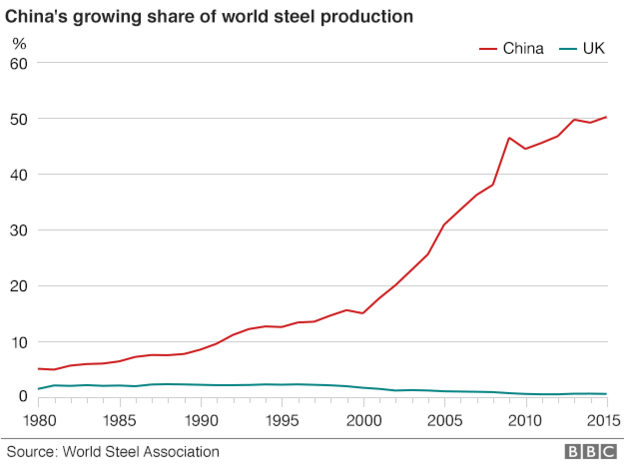 China's growing share of world steel production
%
China UK
60
50
40
30
20
10
0
1980 1985 1990 1995 2000 2005 2010 2015
Source: World Steel Association
BBC